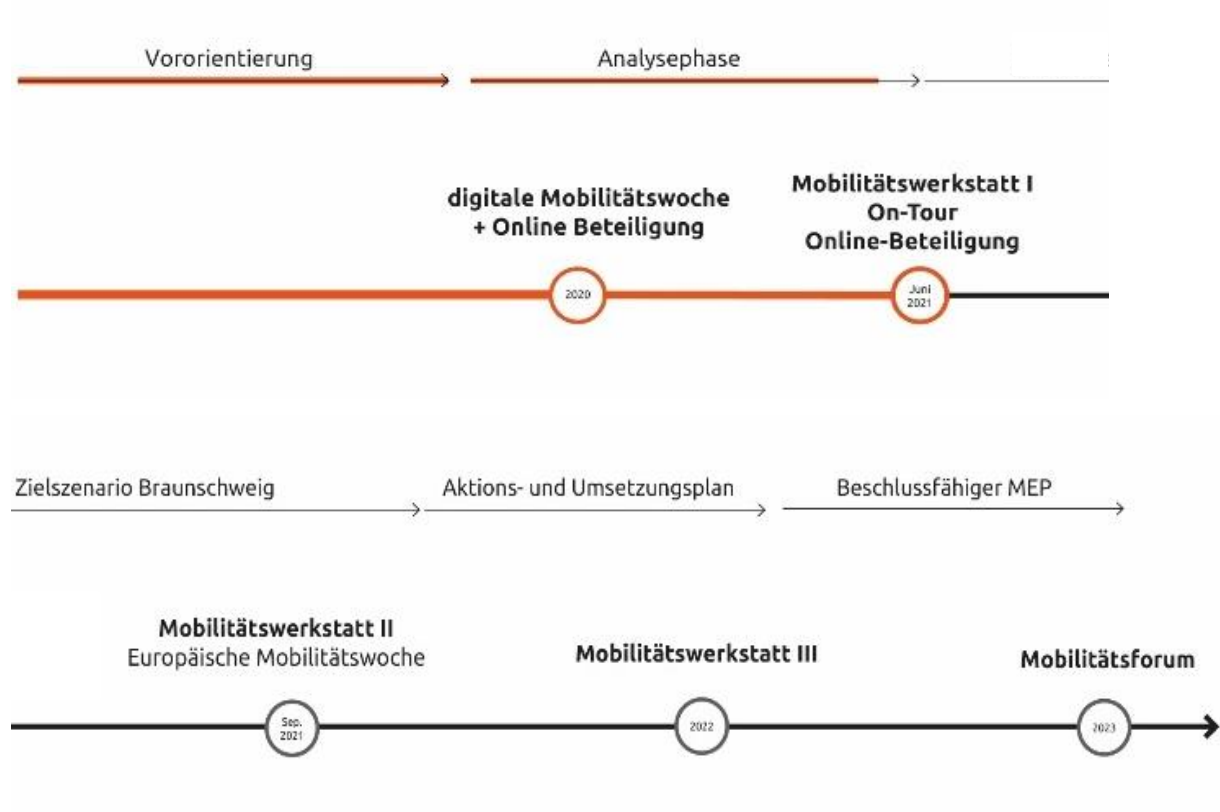 Vororientierung
Analysephase
digitale Mobilitätswoche
+ Online Beteiligung
Mobilitätswerkstatt I
On-Tour
Online-Beteiligung
2020
Juni
2021
Zielszenario Braunschweig
Aktions- und Umsetzungsplan
Beschlussfähiger MEP
Mobilitätswerkstatt II
Europäische Mobilitätswoche
Mobilitätswerkstatt III
Mobilitätsforum
Sep.
2021
2022
2023